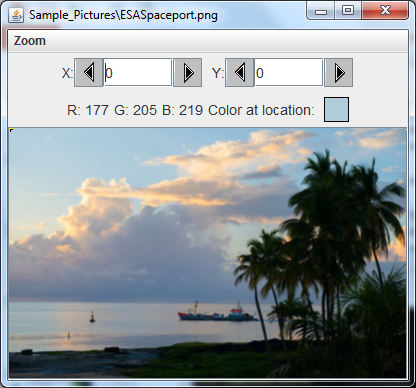 Sample_Pictures\ESASpaceport.png
Zoom
X: 0 Y: 0
R: 177 G: 205 B: 219 Color at location: